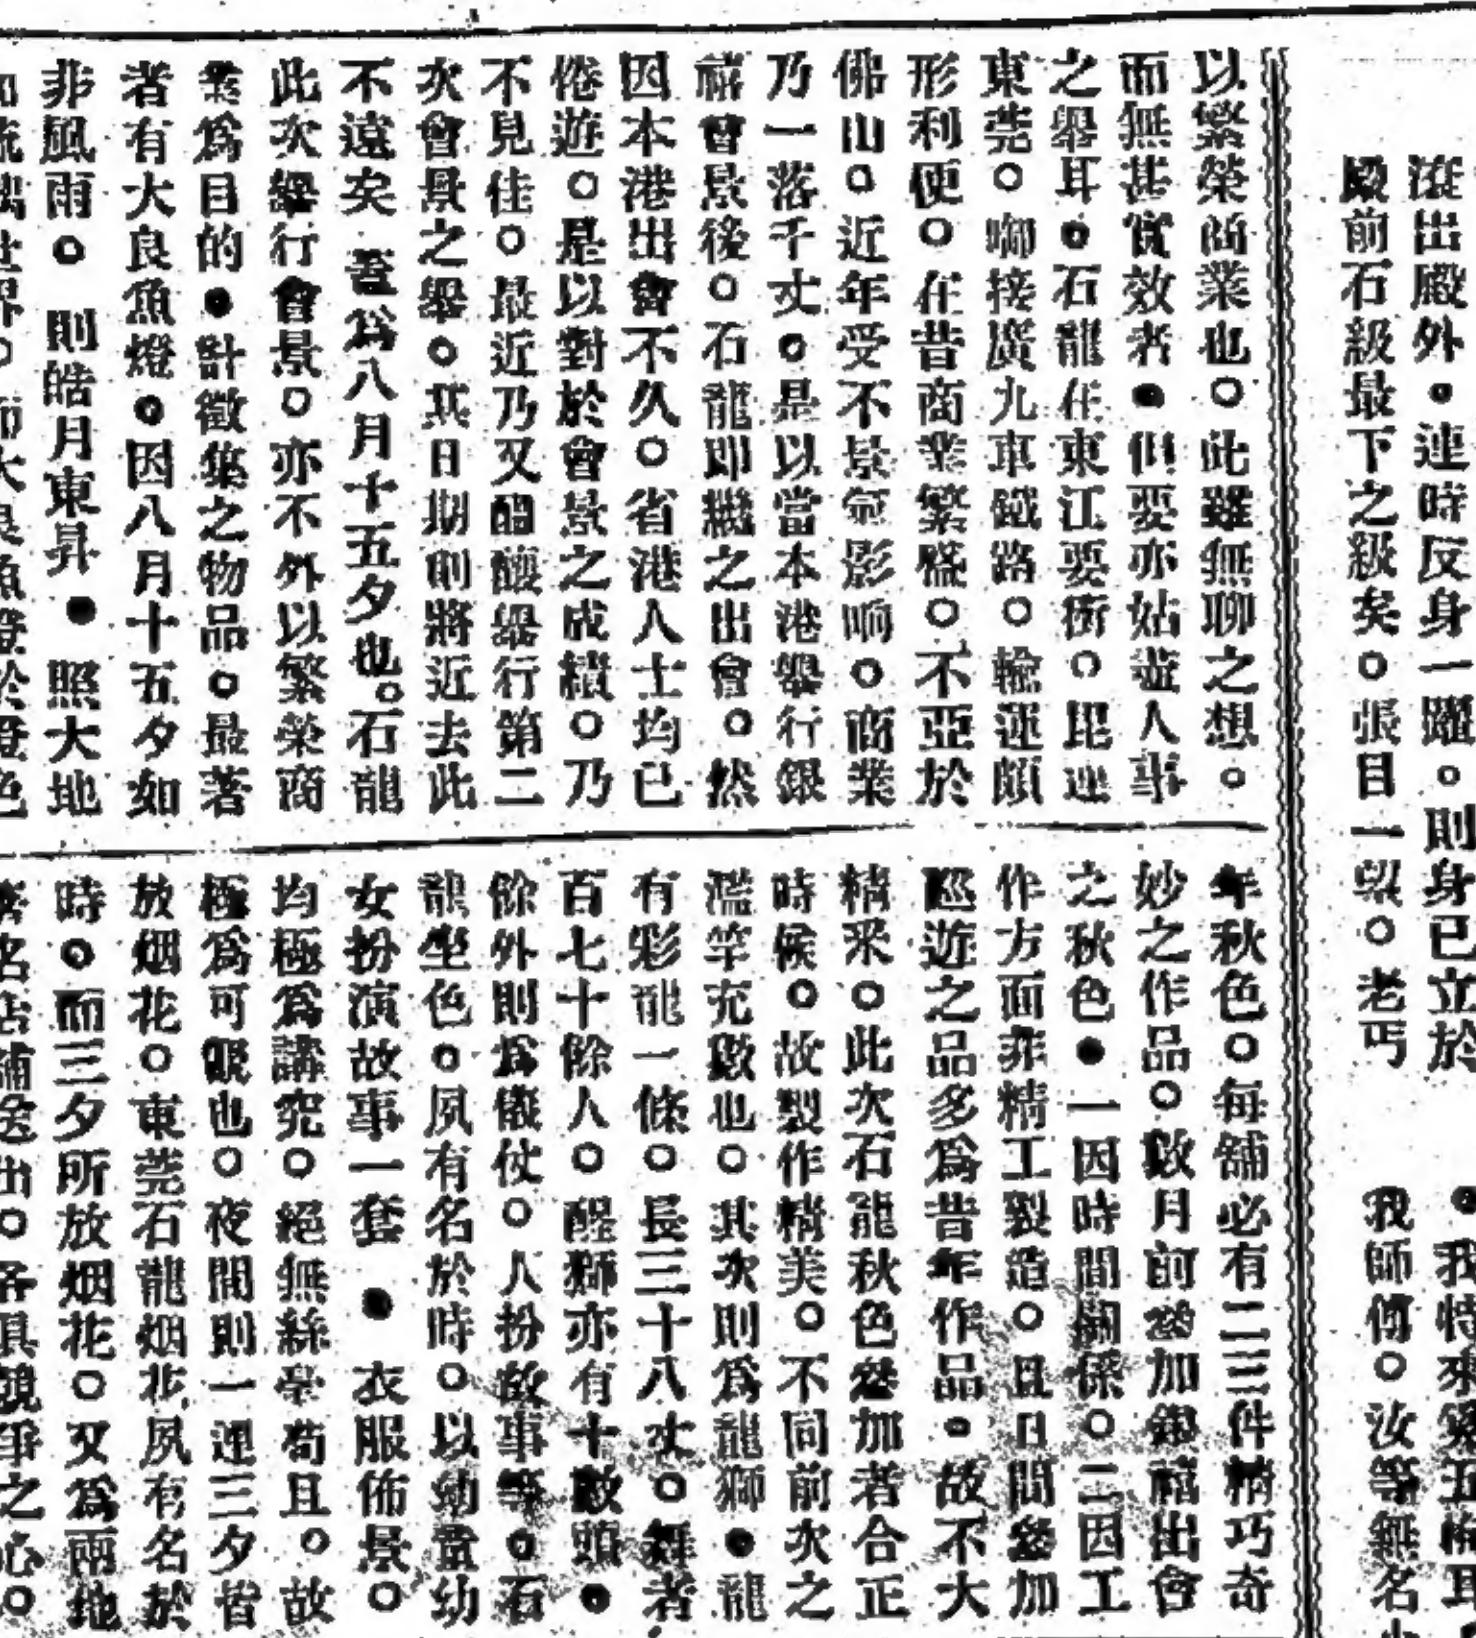 滾出殿外。連時反身一躍。則身已立於
殿前石級最下之級矣。張目一望。老丐
我師傅。汝等無名
以繁榮商業也。此雖無聊之想。
而無甚實效者。但要亦姑遊人事
之舉耳。石龍在東江要衝。毘連
東莞。啣接廣九車鐵路。輸運頗
形利便。在昔商業繁盛。不亞於
佛山。近年受不景氣影响。商業
乃一落千丈。是以當本港舉行銀
禧會景後。石龍即繼之出會。然
因本港出會不久。省港人士均已
倦遊。是以對於會景之成績。乃
不見佳。最近乃又醞釀舉行第二
次會景之舉。其日期則將近去此
不遠矣 蓋為八月十五夕也。石龍
此次舉行會景。亦不外以繁榮商
業為目的。計徵集之物品。最著
者有大良魚燈。因八月十五夕如
非風雨。則皓月東昇。照大地
年秋色。每舖必有二三件精巧奇
妙之作品。數月前參加銀禧出會
之秋色。一因時間關係。二因工
作方面非精工製造。且日間參加
巡遊之品多為昔年作品。故不大
精采。此次石龍秋色參加者合正
時候。故製作精美。不同前次之
濫竽充數也。其次則為龍獅。龍
有彩龍一條。長三十八丈。舞者
百七十餘人。醒獅亦有十數頭。
餘外則為儀仗。人扮故事等。石
龍坐色。夙有名於時。以幼童幼
女扮演故事一套。衣服佈景。
均極為講究。絕無絲毫苟且。故
極為可觀也。夜間則一連三夕皆
放烟花。東莞石龍烟花夙有名於
時。而三夕所放烟花。又為兩地